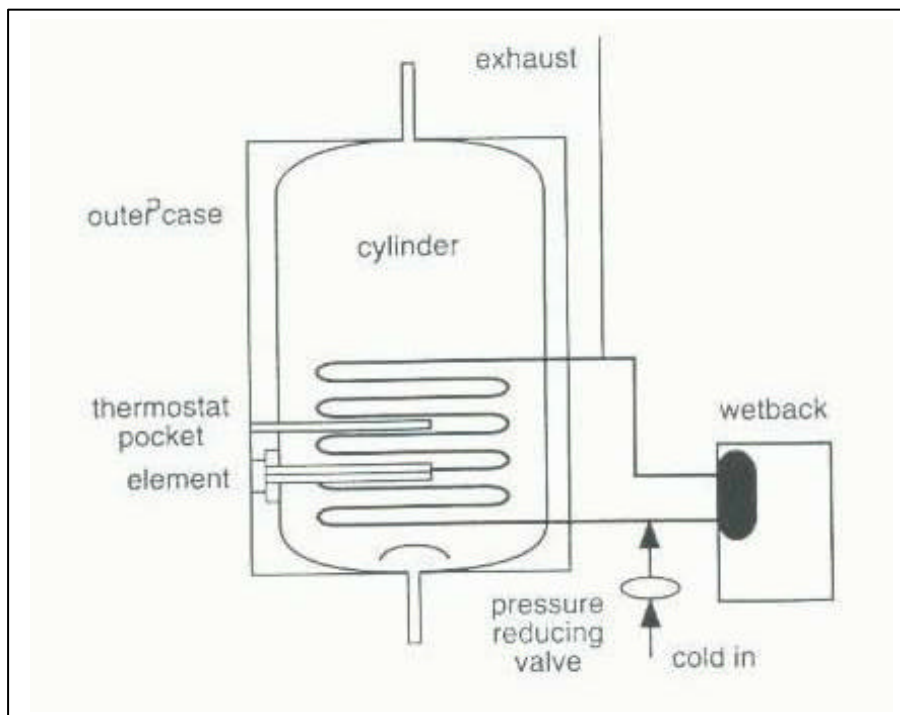 exhaust
outer case
cylinder
thermostat
pocket
element
wetback
pressure
reducing
valve
cold in